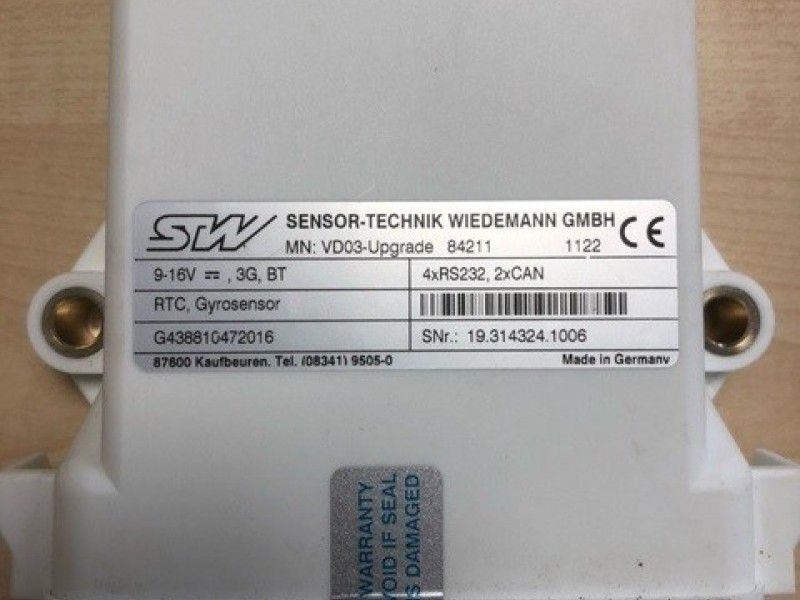 STW SENSOR-TECHNIK WIEDEMANN GMBH
MN: VD03-Upgrade 84211 1122 CE
9-16V ⎓ , 3G, BT
4xRS232, 2xCAN
RTC, Gyrosensor
G438810472016
SNr.: 19.314324.1006
87600 Kaufbeuren. Tel. (08341) 9505-0
Made in Germany
WARRANTY
VOID IF SEAL
IS DAMAGED